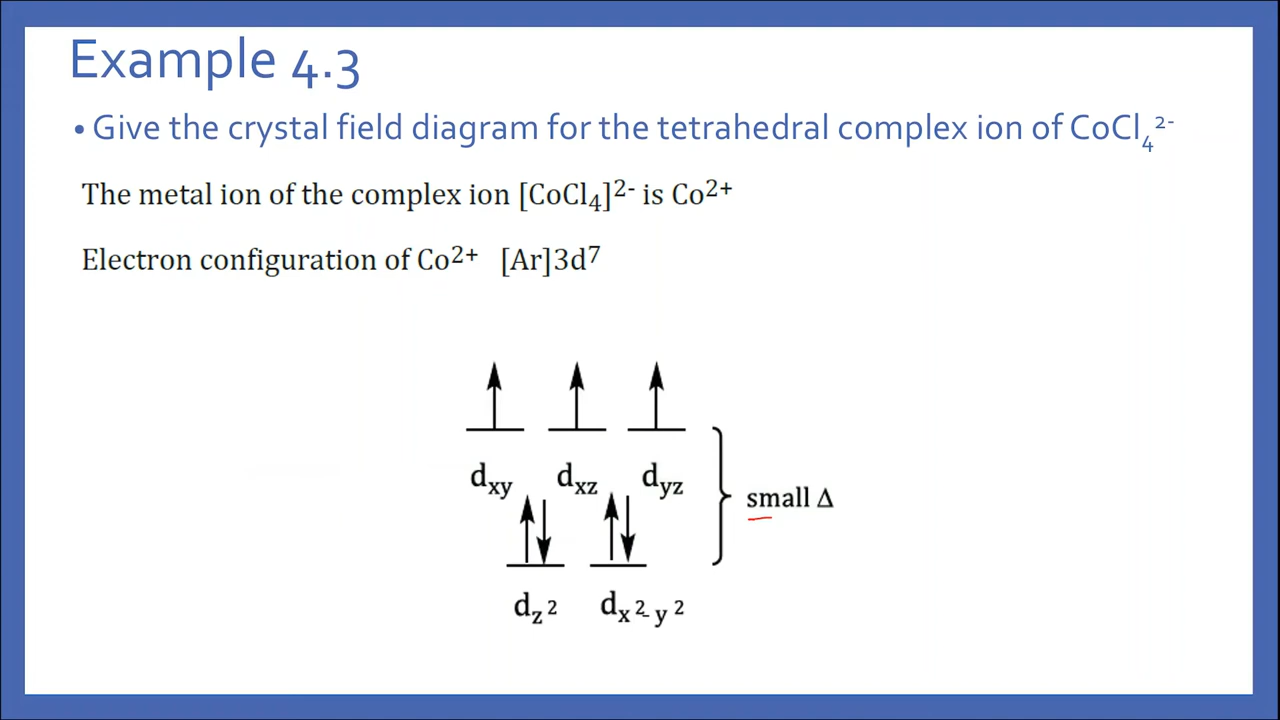 Example 4.3
• Give the crystal field diagram for the tetrahedral complex ion of CoCl₄²⁻
The metal ion of the complex ion [CoCl₄]²⁻ is Co²⁺
Electron configuration of Co²⁺ [Ar]3d⁷
dxy dxz dyz
small Δ
dz² dx²-y²